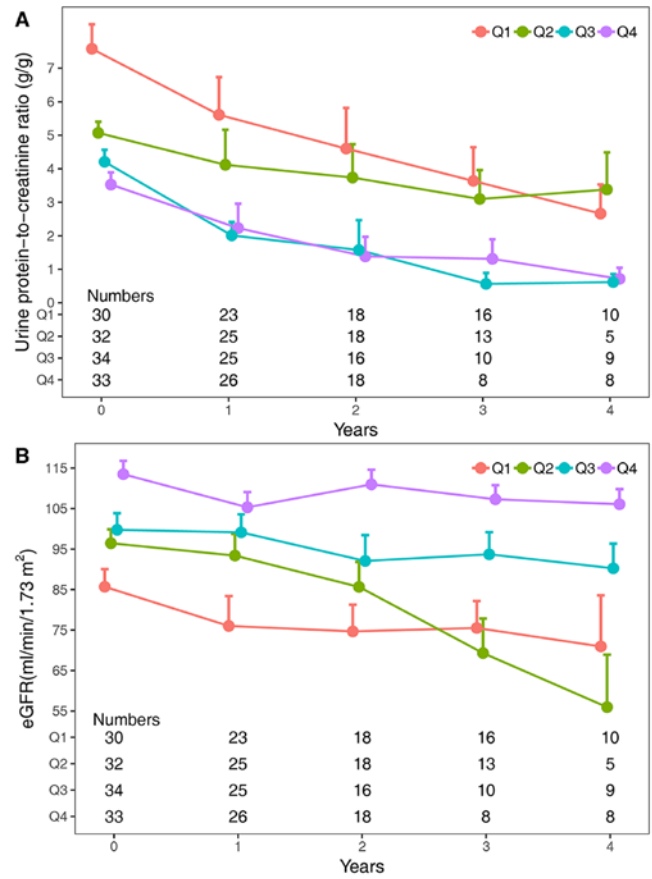 A
Q1 Q2 Q3 Q4
Urine protein-to-creatinine ratio (g/g)
7
6
5
4
3
2
1
0
Numbers
Q1 30 23 18 16 10
Q2 32 25 18 13 5
Q3 34 25 16 10 9
Q4 33 26 18 8 8
0 1 2 3 4
Years
B
Q1 Q2 Q3 Q4
eGFR(ml/min/1.73 m²)
115
105
95
85
75
65
55
Numbers
Q1 30 23 18 16 10
Q2 32 25 18 13 5
Q3 34 25 16 10 9
Q4 33 26 18 8 8
0 1 2 3 4
Years